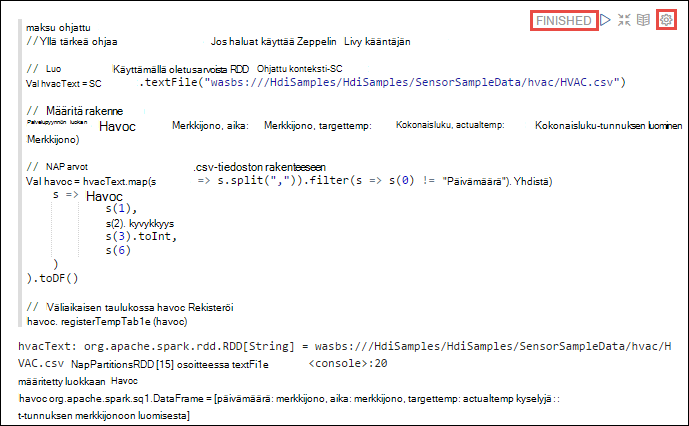 FINISHED
maksu ohjattu
//Yllä tärkeä ohjaa Jos haluat käyttää Zeppelin Livy kääntäjän
// Luo Käyttämällä oletusarvoista RDD Ohjattu konteksti-SC
Val hvacText = SC .textFile("wasbs:///HdiSamples/HdiSamples/SensorSampleData/hvac/HVAC.csv")
// Määritä rakenne
Palvelupyynnön luokan Havoc Merkkijono, aika: Merkkijono, targettemp: Kokonaisluku, actualtemp: Kokonaisluku-tunnuksen luominen
Merkkijono)
// NAP arvot .csv-tiedoston rakenteeseen
Val havoc = hvacText.map(s => s.split(",")).filter(s => s(0) != "Päivämäärä"). Yhdistä)
s => Havoc
s(1),
s(2). kyvykkyys
s(3).toInt,
s(6)
)
).toDF()
// Väliaikaisen taulukossa havoc Rekisteröi
havoc. registerTempTab1e (havoc)
hvacText: org.apache.spark.rdd.RDD[String] = wasbs:///HdiSamples/HdiSamples/SensorSampleData/hvac/H
VAC.csv NapPartitionsRDD [15] osoitteessa textFi1e <console>:20
määritetty luokkaan Havoc
havoc org.apache.spark.sq1.DataFrame = [päivämäärä: merkkijono, aika: merkkijono, targettemp: actualtemp kyselyjä ::
t-tunnuksen merkkijonoon luomisesta]